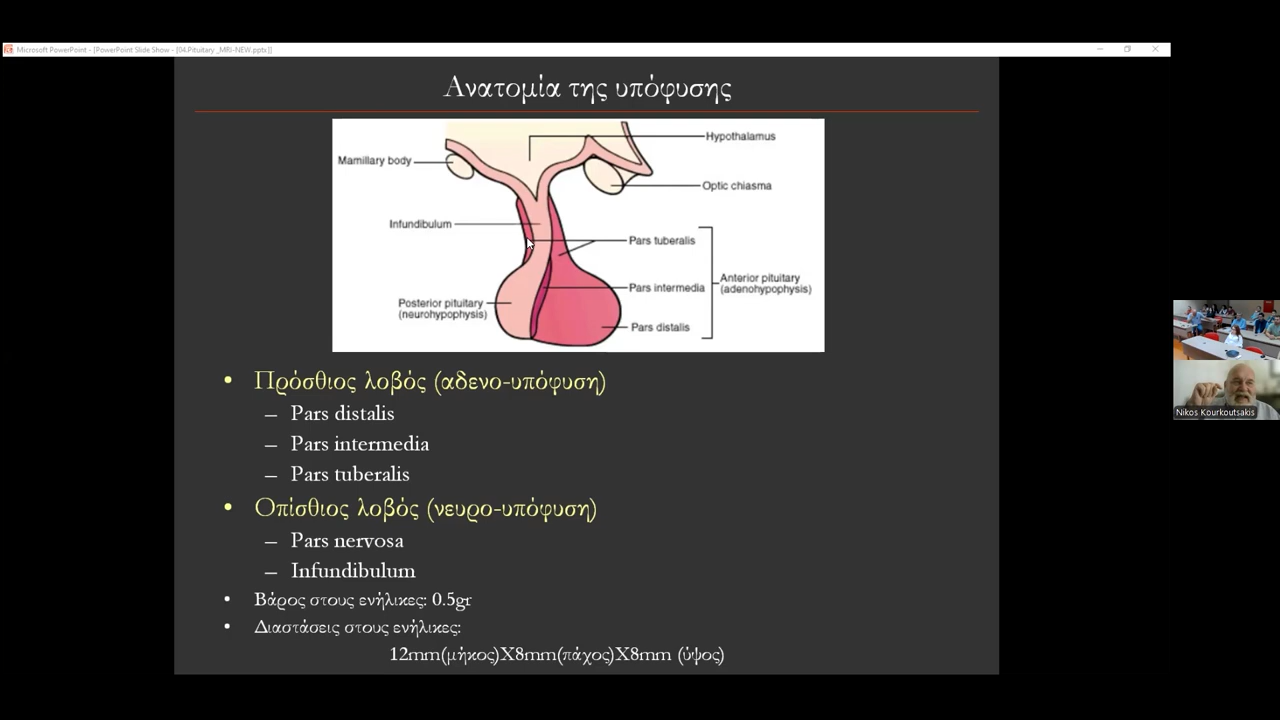 Microsoft PowerPoint - [PowerPoint Slide Show - [04.Pituitary _MRI-NEW.pptx]]
Ανατομία της υπόφυσης
Hypothalamus
Mamillary body
Optic chiasma
Infundibulum
Pars tuberalis
Anterior pituitary
(adenohypophysis)
Pars intermedia
Posterior pituitary
(neurohypophysis)
Pars distalis
• Πρόσθιος λοβός (αδενο-υπόφυση)
– Pars distalis
– Pars intermedia
– Pars tuberalis
• Οπίσθιος λοβός (νευρο-υπόφυση)
– Pars nervosa
– Infundibulum
• Βάρος στους ενήλικες: 0.5gr
• Διαστάσεις στους ενήλικες:
12mm(μήκος)X8mm(πάχος)X8mm (ύψος)
Nikos Kourkoutsakis